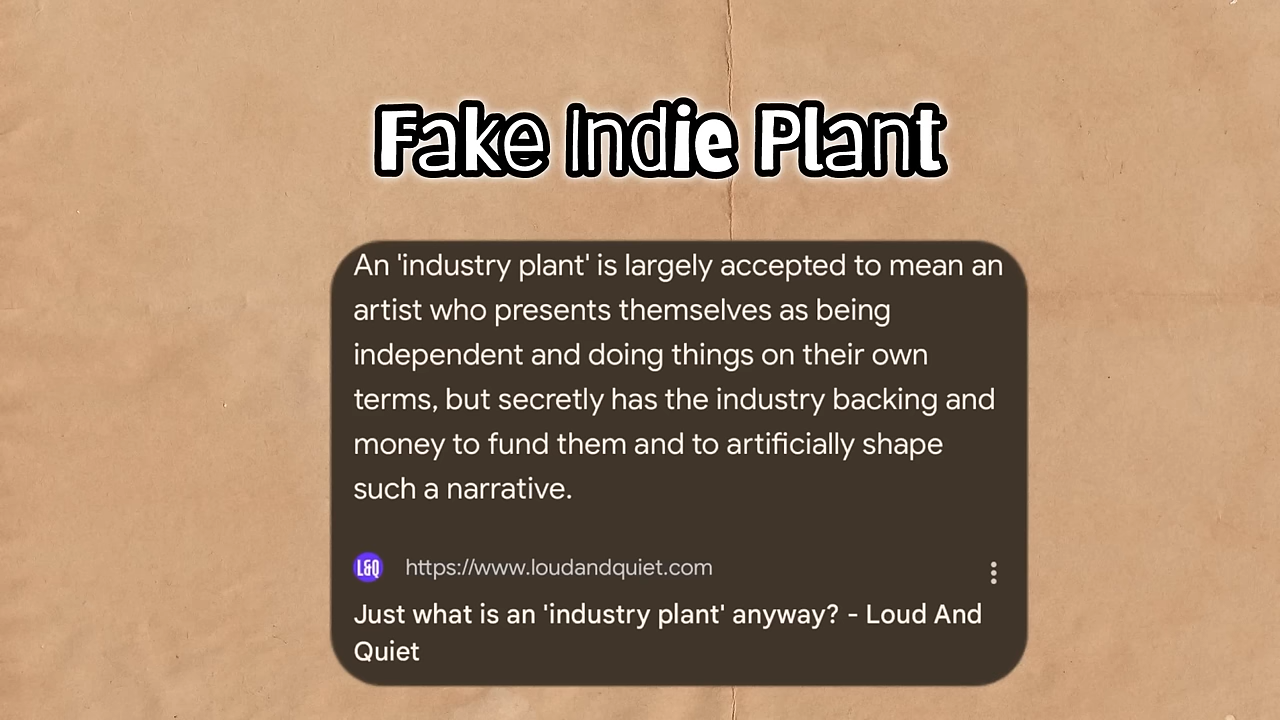 Fake Indie Plant
An 'industry plant' is largely accepted to mean an
artist who presents themselves as being
independent and doing things on their own
terms, but secretly has the industry backing and
money to fund them and to artificially shape
such a narrative.
L&Q https://www.loudandquiet.com
Just what is an 'industry plant' anyway? - Loud And
Quiet